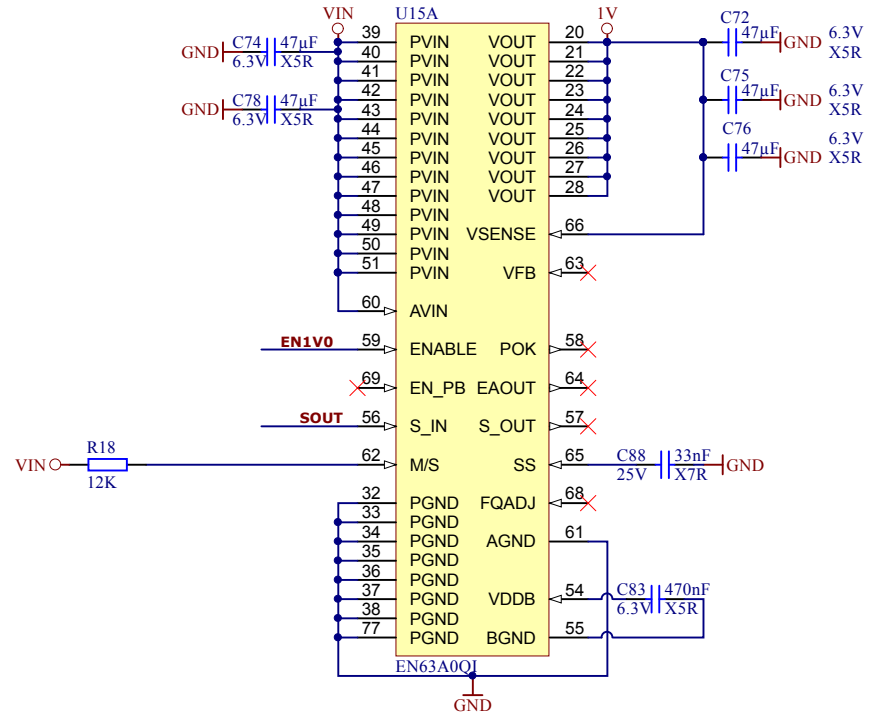 VIN
U15A
1V
C72
47µF
GND
6.3V
X5R
C74
47µF
GND
6.3V
X5R
C75
47µF
GND
6.3V
X5R
C78
47µF
GND
6.3V
X5R
C76
47µF
GND
6.3V
X5R
39 PVIN VOUT 20
40 PVIN VOUT 21
41 PVIN VOUT 22
42 PVIN VOUT 23
43 PVIN VOUT 24
44 PVIN VOUT 25
45 PVIN VOUT 26
46 PVIN VOUT 27
47 PVIN VOUT 28
48 PVIN
49 PVIN VSENSE 66
50 PVIN
51 PVIN VFB 63
60 AVIN
EN1V0 59 ENABLE POK 58
69 EN_PB EAOUT 64
SOUT 56 S_IN S_OUT 57
R18
VIN 62 M/S SS 65
12K
C88 33nF
GND
25V X7R
32 PGND FQADJ 68
33 PGND
34 PGND AGND 61
35 PGND
36 PGND
37 PGND VDDB 54
C83 470nF
6.3V X5R
38 PGND
77 PGND BGND 55
EN63A0QI
GND